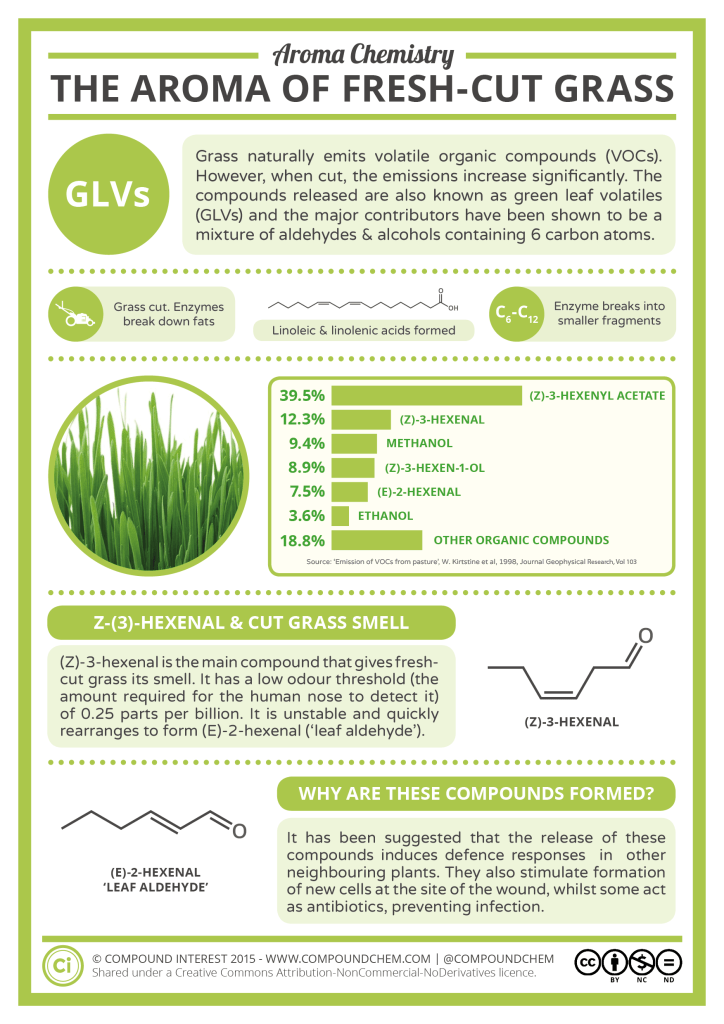 Aroma Chemistry
THE AROMA OF FRESH-CUT GRASS
GLVs
Grass naturally emits volatile organic compounds (VOCs).
However, when cut, the emissions increase significantly. The
compounds released are also known as green leaf volatiles
(GLVs) and the major contributors have been shown to be a
mixture of aldehydes & alcohols containing 6 carbon atoms.
Grass cut. Enzymes
break down fats
O
OH
Linoleic & linolenic acids formed
C6-C12
Enzyme breaks into
smaller fragments
39.5% (Z)-3-HEXENYL ACETATE
12.3% (Z)-3-HEXENAL
9.4% METHANOL
8.9% (Z)-3-HEXEN-1-OL
7.5% (E)-2-HEXENAL
3.6% ETHANOL
18.8% OTHER ORGANIC COMPOUNDS
Source: 'Emission of VOCs from pasture', W. Kirtstine et al, 1998, Journal Geophysical Research, Vol 103
Z-(3)-HEXENAL & CUT GRASS SMELL
(Z)-3-hexenal is the main compound that gives fresh-
cut grass its smell. It has a low odour threshold (the
amount required for the human nose to detect it)
of 0.25 parts per billion. It is unstable and quickly
rearranges to form (E)-2-hexenal ('leaf aldehyde').
O
(Z)-3-HEXENAL
O
(E)-2-HEXENAL
'LEAF ALDEHYDE'
WHY ARE THESE COMPOUNDS FORMED?
It has been suggested that the release of these
compounds induces defence responses in other
neighbouring plants. They also stimulate formation
of new cells at the site of the wound, whilst some act
as antibiotics, preventing infection.
Ci
© COMPOUND INTEREST 2015 - WWW.COMPOUNDCHEM.COM | @COMPOUNDCHEM
Shared under a Creative Commons Attribution-NonCommercial-NoDerivatives licence.
cc
BY NC ND